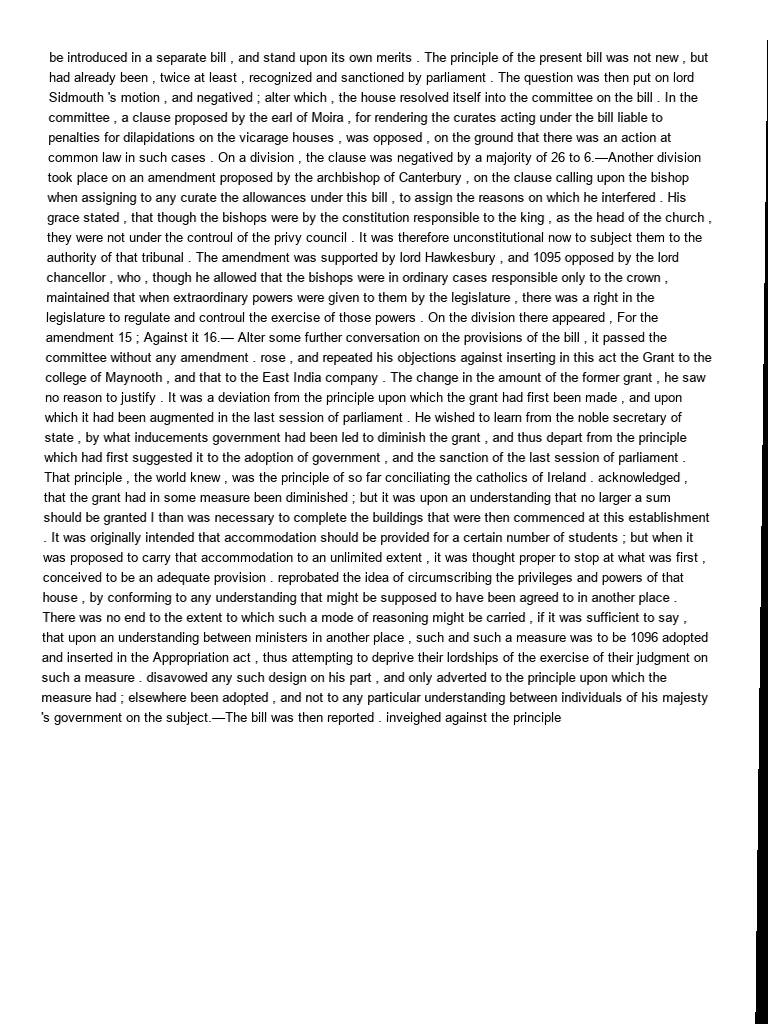 be introduced in a separate bill , and stand upon its own merits . The principle of the present bill was not new , but
had already been , twice at least , recognized and sanctioned by parliament . The question was then put on lord
Sidmouth 's motion , and negatived ; alter which , the house resolved itself into the committee on the bill . In the
committee , a clause proposed by the earl of Moira , for rendering the curates acting under the bill liable to
penalties for dilapidations on the vicarage houses , was opposed , on the ground that there was an action at
common law in such cases . On a division , the clause was negatived by a majority of 26 to 6.—Another division
took place on an amendment proposed by the archbishop of Canterbury , on the clause calling upon the bishop
when assigning to any curate the allowances under this bill , to assign the reasons on which he interfered . His
grace stated , that though the bishops were by the constitution responsible to the king , as the head of the church ,
they were not under the controul of the privy council . It was therefore unconstitutional now to subject them to the
authority of that tribunal . The amendment was supported by lord Hawkesbury , and 1095 opposed by the lord
chancellor , who , though he allowed that the bishops were in ordinary cases responsible only to the crown ,
maintained that when extraordinary powers were given to them by the legislature , there was a right in the
legislature to regulate and controul the exercise of those powers . On the division there appeared , For the
amendment 15 ; Against it 16.— Alter some further conversation on the provisions of the bill , it passed the
committee without any amendment . rose , and repeated his objections against inserting in this act the Grant to the
college of Maynooth , and that to the East India company . The change in the amount of the former grant , he saw
no reason to justify . It was a deviation from the principle upon which the grant had first been made , and upon
which it had been augmented in the last session of parliament . He wished to learn from the noble secretary of
state , by what inducements government had been led to diminish the grant , and thus depart from the principle
which had first suggested it to the adoption of government , and the sanction of the last session of parliament .
That principle , the world knew , was the principle of so far conciliating the catholics of Ireland . acknowledged ,
that the grant had in some measure been diminished ; but it was upon an understanding that no larger a sum
should be granted I than was necessary to complete the buildings that were then commenced at this establishment
. It was originally intended that accommodation should be provided for a certain number of students ; but when it
was proposed to carry that accommodation to an unlimited extent , it was thought proper to stop at what was first ,
conceived to be an adequate provision . reprobated the idea of circumscribing the privileges and powers of that
house , by conforming to any understanding that might be supposed to have been agreed to in another place .
There was no end to the extent to which such a mode of reasoning might be carried , if it was sufficient to say ,
that upon an understanding between ministers in another place , such and such a measure was to be 1096 adopted
and inserted in the Appropriation act , thus attempting to deprive their lordships of the exercise of their judgment on
such a measure . disavowed any such design on his part , and only adverted to the principle upon which the
measure had ; elsewhere been adopted , and not to any particular understanding between individuals of his majesty
's government on the subject.—The bill was then reported . inveighed against the principle